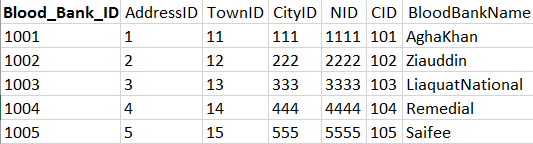 Blood_Bank_ID AddressID TownID CityID NID CID BloodBankName
1001 1 11 111 1111 101 AghaKhan
1002 2 12 222 2222 102 Ziauddin
1003 3 13 333 3333 103 LiaquatNational
1004 4 14 444 4444 104 Remedial
1005 5 15 555 5555 105 Saifee